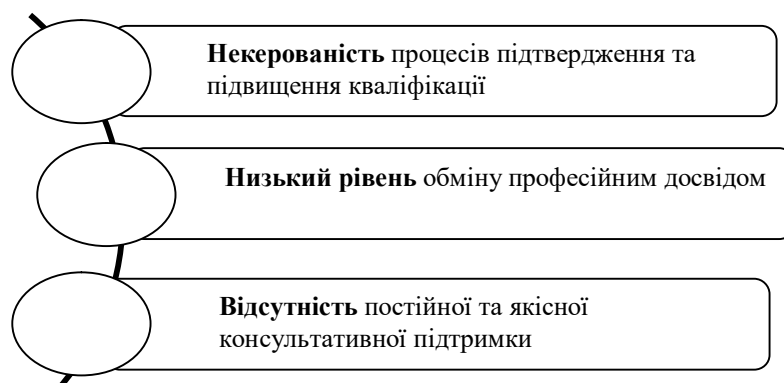 Некерованість процесів підтвердження та
підвищення кваліфікації
Низький рівень обміну професійним досвідом
Відсутність постійної та якісної
консультативної підтримки